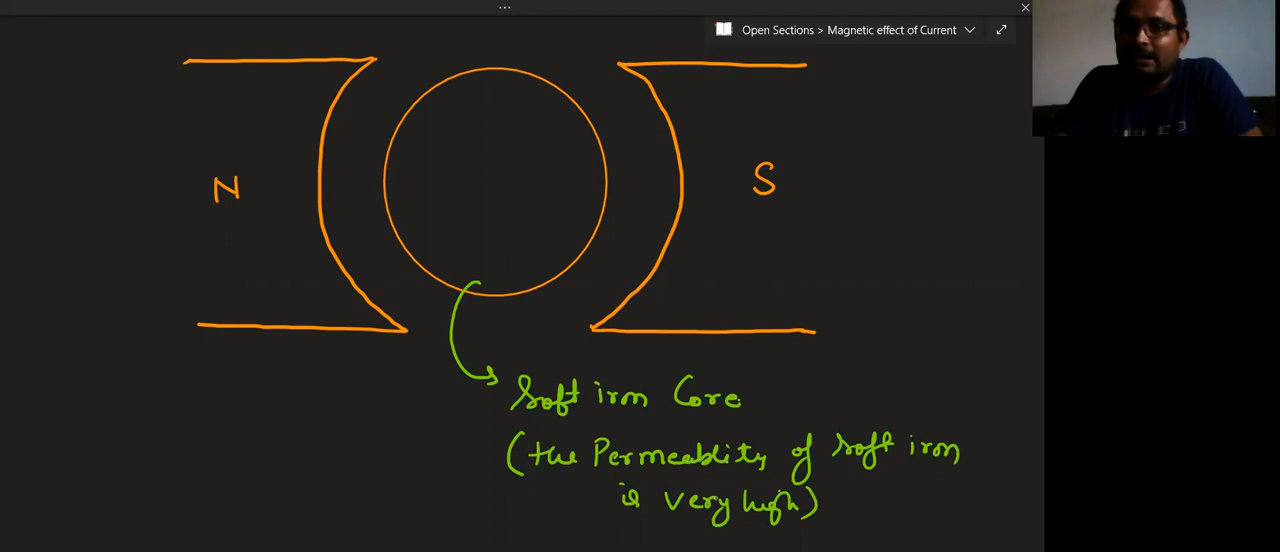 Open Sections > Magnetic effect of Current
N
S
Soft iron Core
(the Permeablity of soft iron
is very high)